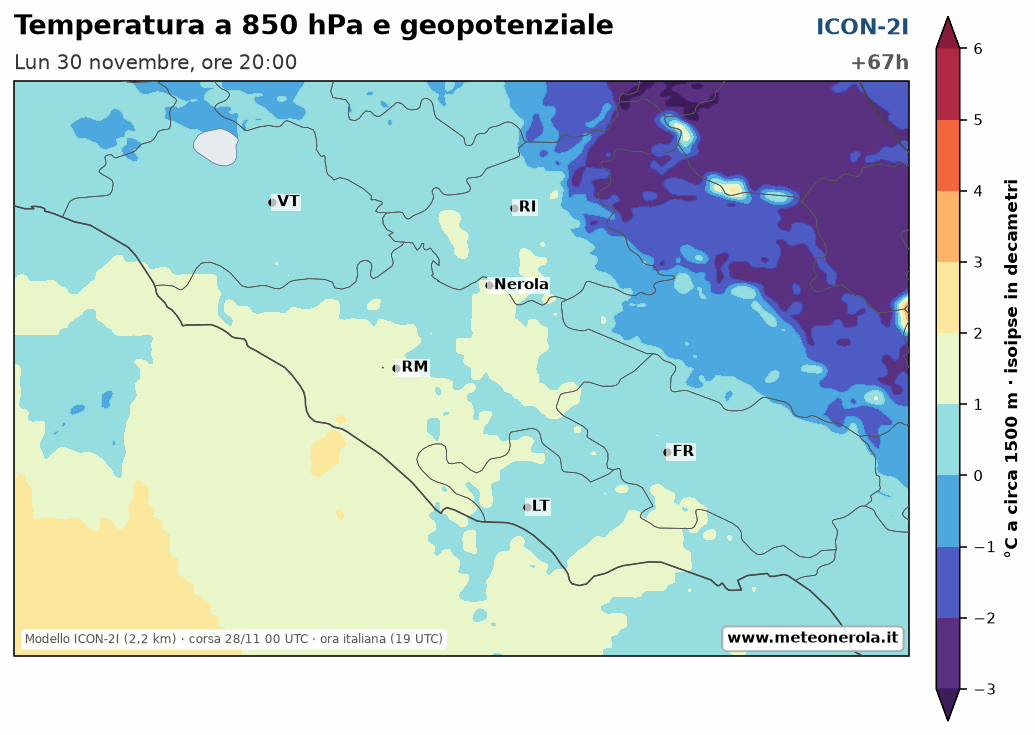 Temperatura a 850 hPa e geopotenziale
ICON-2I
Lun 30 novembre, ore 20:00
+67h
VT
RI
Nerola
RM
FR
LT
Modello ICON-2I (2,2 km) · corsa 28/11 00 UTC · ora italiana (19 UTC)
www.meteonerola.it
6
5
4
3
2
1
0
−1
−2
−3
°C a circa 1500 m · isoipse in decametri